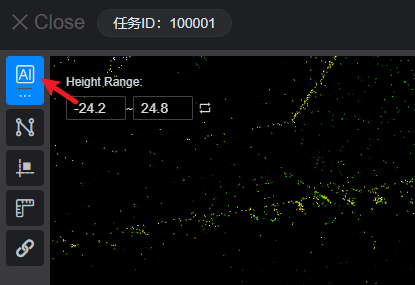 Close
任务ID：100001
AI
Height Range:
-24.2 ~ 24.8